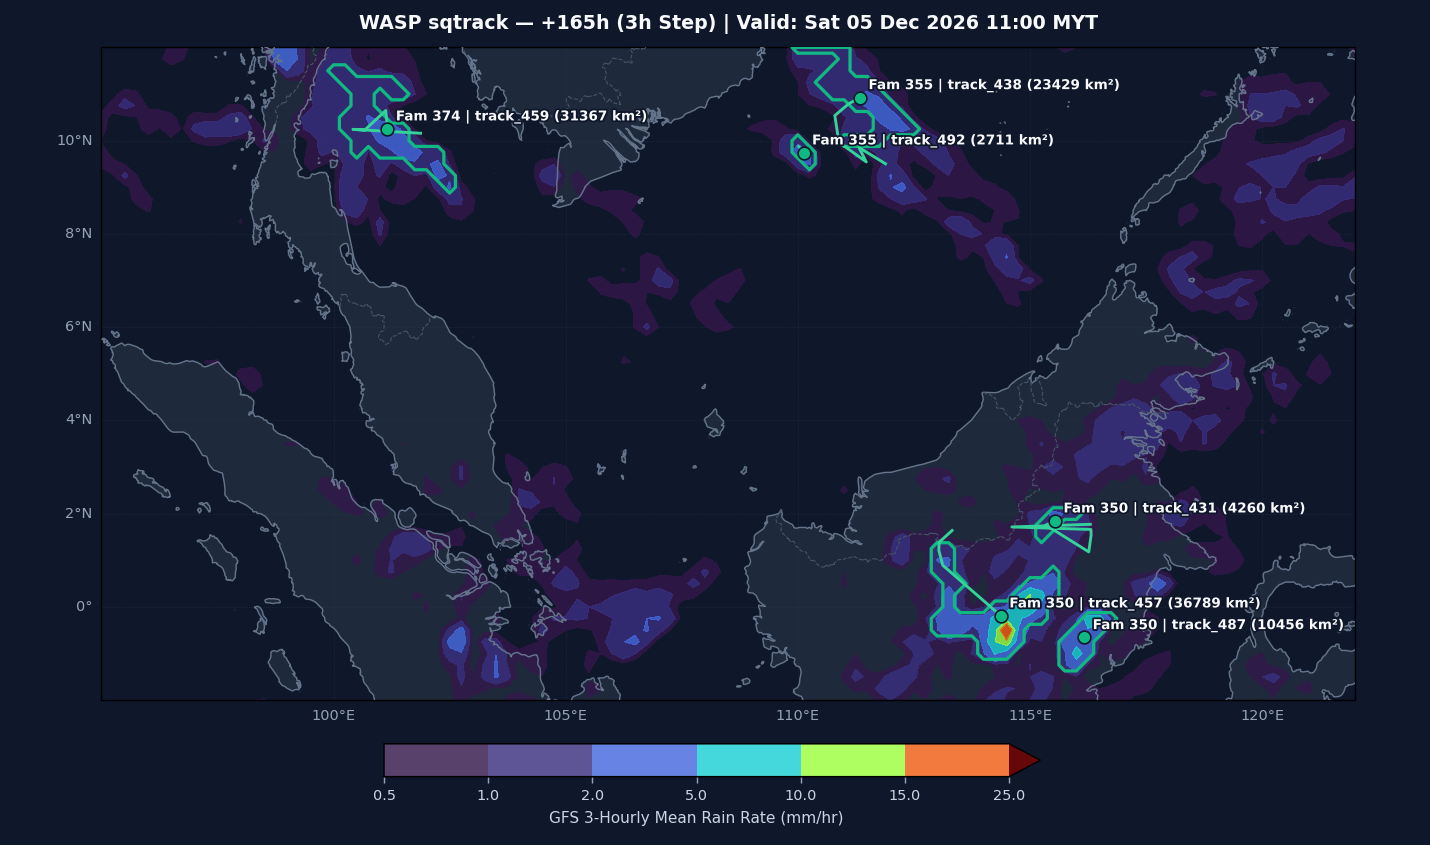 WASP sqtrack — +165h (3h Step) | Valid: Sat 05 Dec 2026 11:00 MYT
Fam 355 | track_438 (23429 km²)
Fam 374 | track_459 (31367 km²)
Fam 355 | track_492 (2711 km²)
10°N
8°N
6°N
4°N
2°N
Fam 350 | track_431 (4260 km²)
0°
Fam 350 | track_457 (36789 km²)
Fam 350 | track_487 (10456 km²)
100°E 105°E 110°E 115°E 120°E
0.5 1.0 2.0 5.0 10.0 15.0 25.0
GFS 3-Hourly Mean Rain Rate (mm/hr)